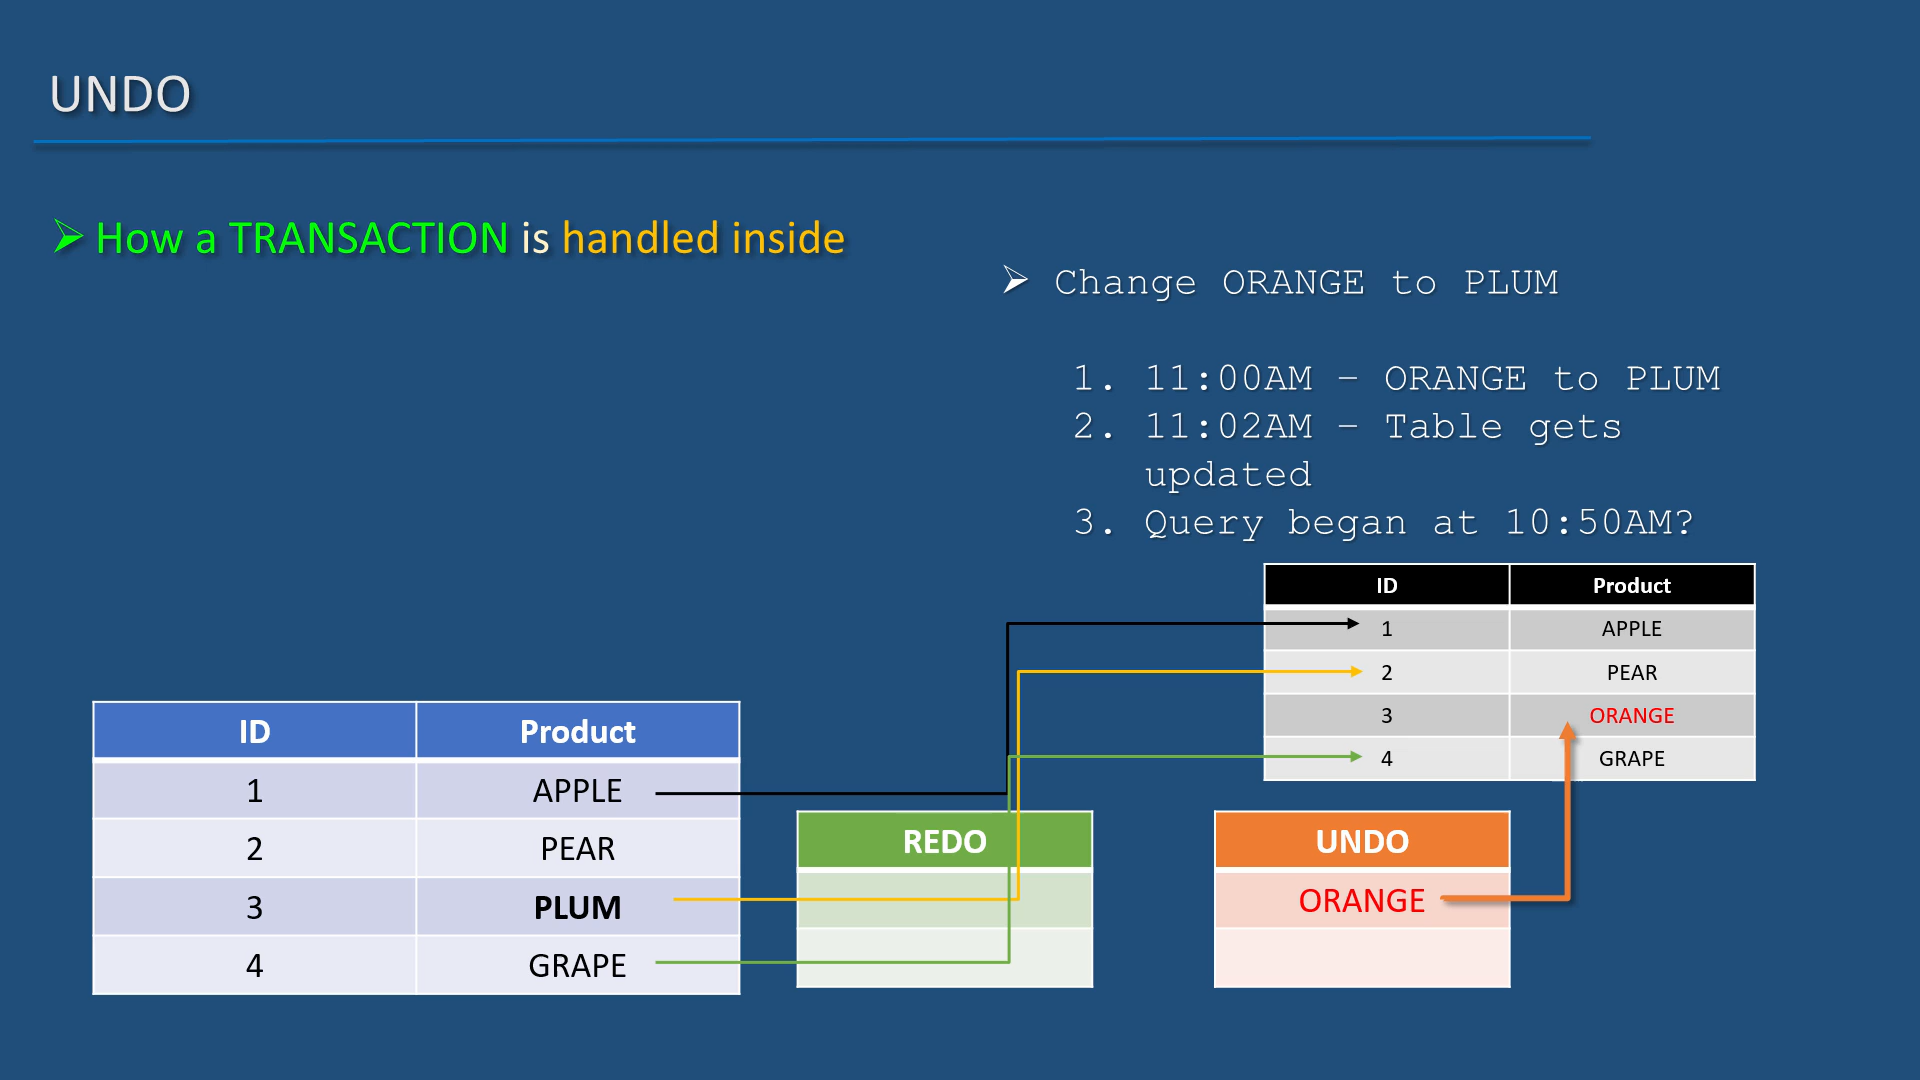 UNDO
➢ How a TRANSACTION is handled inside
➢ Change ORANGE to PLUM
1. 11:00AM – ORANGE to PLUM
2. 11:02AM – Table gets
updated
3. Query began at 10:50AM?
ID Product
1 APPLE
2 PEAR
3 ORANGE
4 GRAPE
ID Product
1 APPLE
2 PEAR
3 PLUM
4 GRAPE
REDO
UNDO
ORANGE